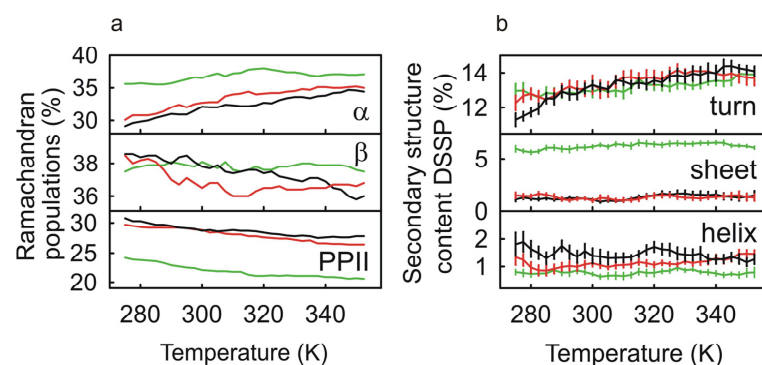 a
Ramachandran
populations (%)
40
35
30
α
38
36
β
30
25
20
PPII
280 300 320 340
Temperature (K)
b
Secondary structure
content DSSP (%)
14
12
turn
5
0
sheet
2
1
helix
280 300 320 340
Temperature (K)